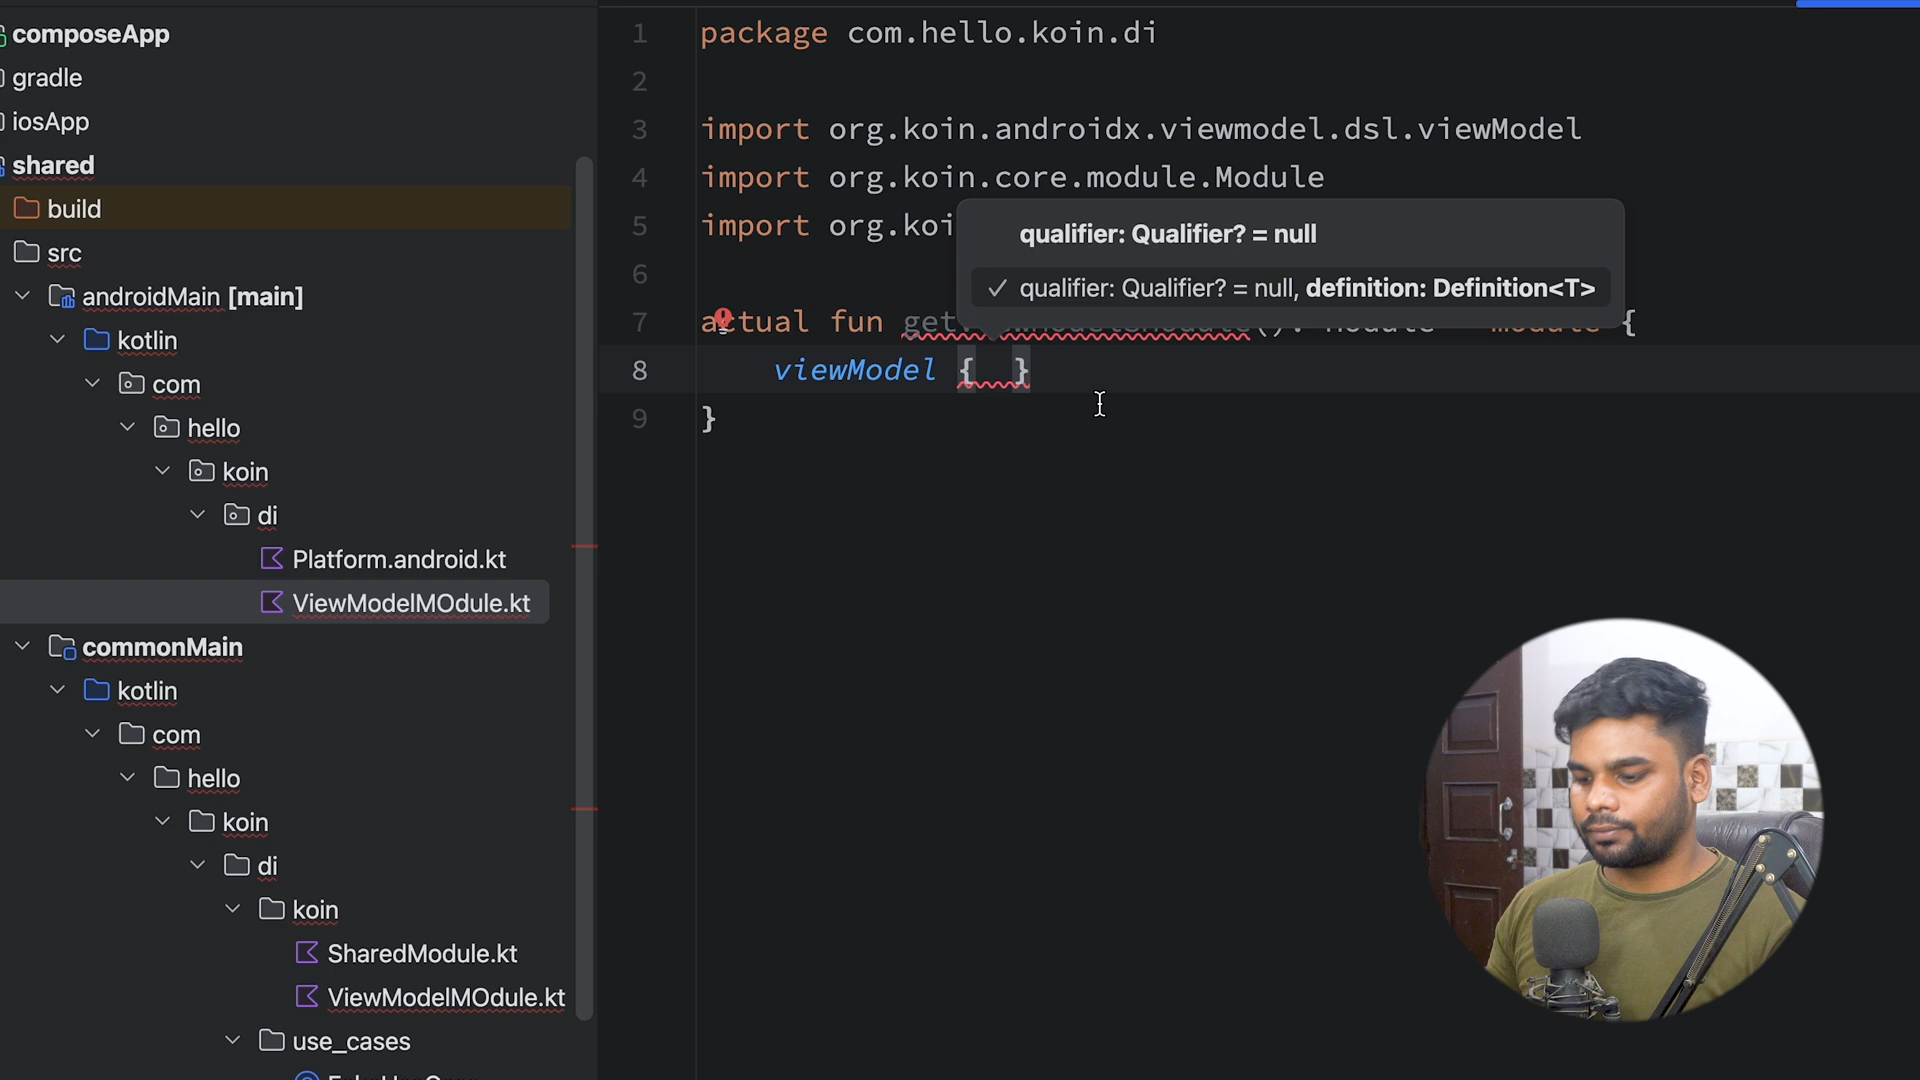 composeApp
gradle
iosApp
shared
build
src
androidMain [main]
kotlin
com
hello
koin
di
Platform.android.kt
ViewModelMOdule.kt
commonMain
kotlin
com
hello
koin
di
koin
SharedModule.kt
ViewModelMOdule.kt
use_cases
1 package com.hello.koin.di
2
3 import org.koin.androidx.viewmodel.dsl.viewModel
4 import org.koin.core.module.Module
5 import org.koi
qualifier: Qualifier? = null
✓ qualifier: Qualifier? = null, definition: Definition<T>
6
7 actual fun {
8 viewModel { }
9 }